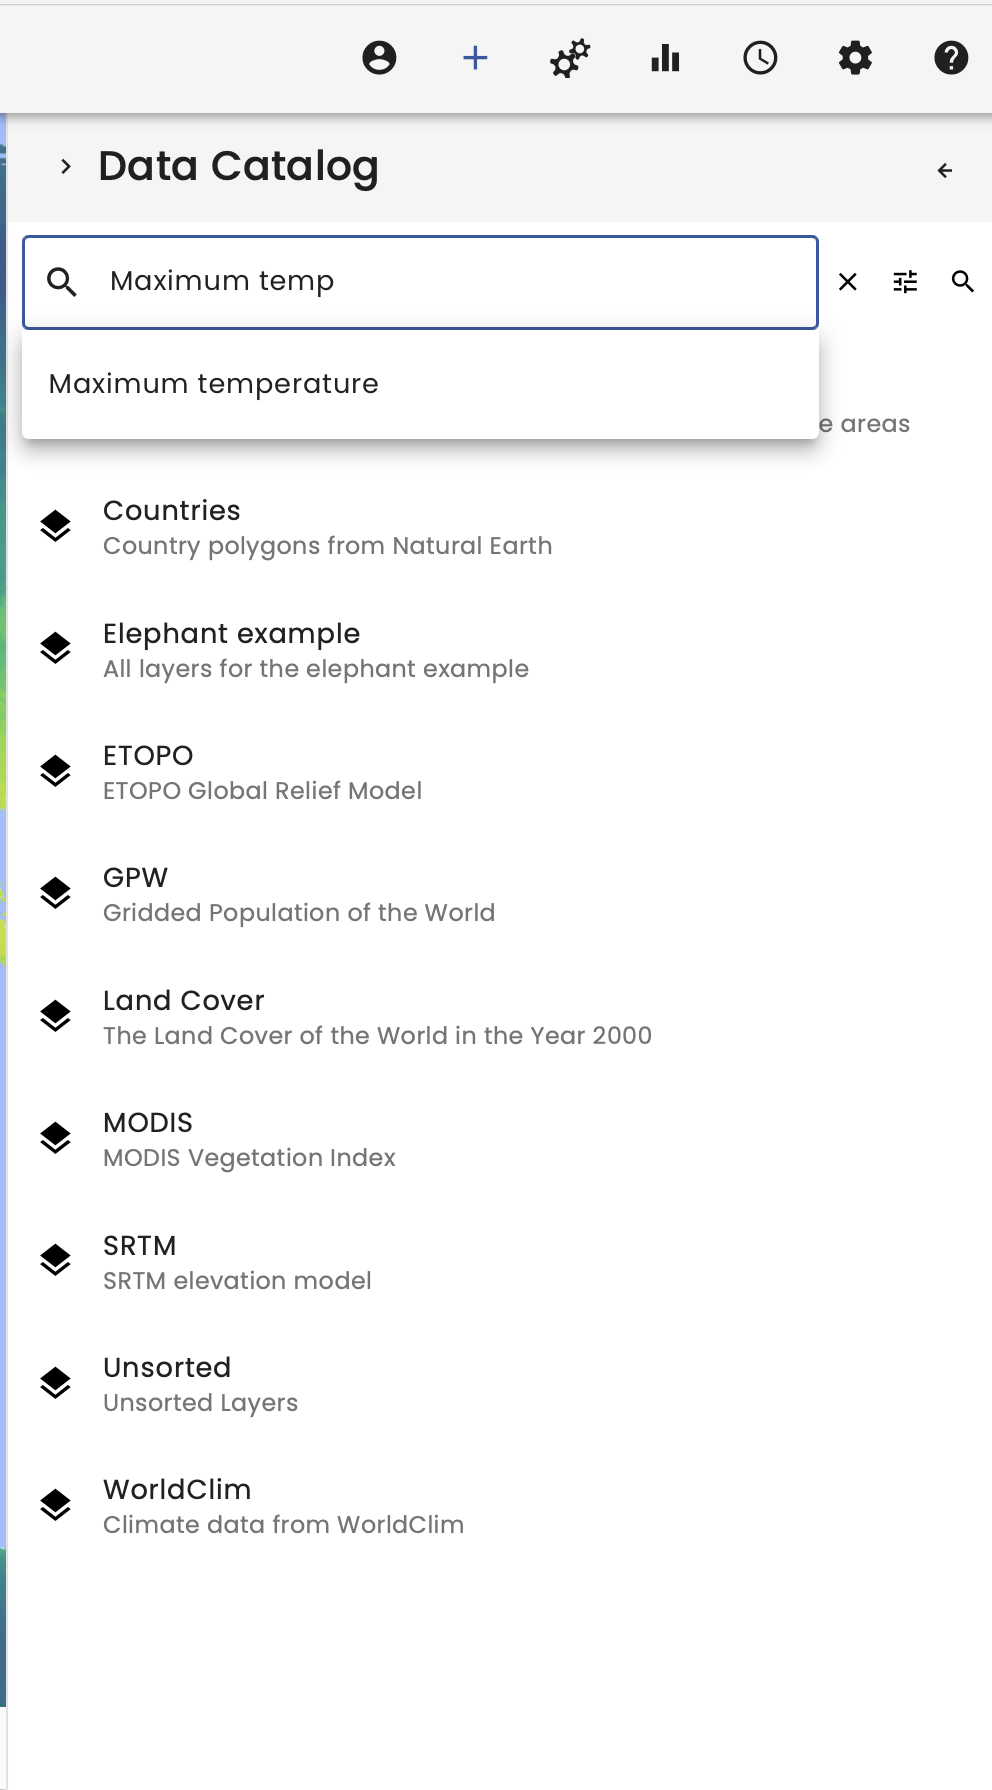 Data Catalog
Maximum temp
Maximum temperature
e areas
Countries
Country polygons from Natural Earth
Elephant example
All layers for the elephant example
ETOPO
ETOPO Global Relief Model
GPW
Gridded Population of the World
Land Cover
The Land Cover of the World in the Year 2000
MODIS
MODIS Vegetation Index
SRTM
SRTM elevation model
Unsorted
Unsorted Layers
WorldClim
Climate data from WorldClim